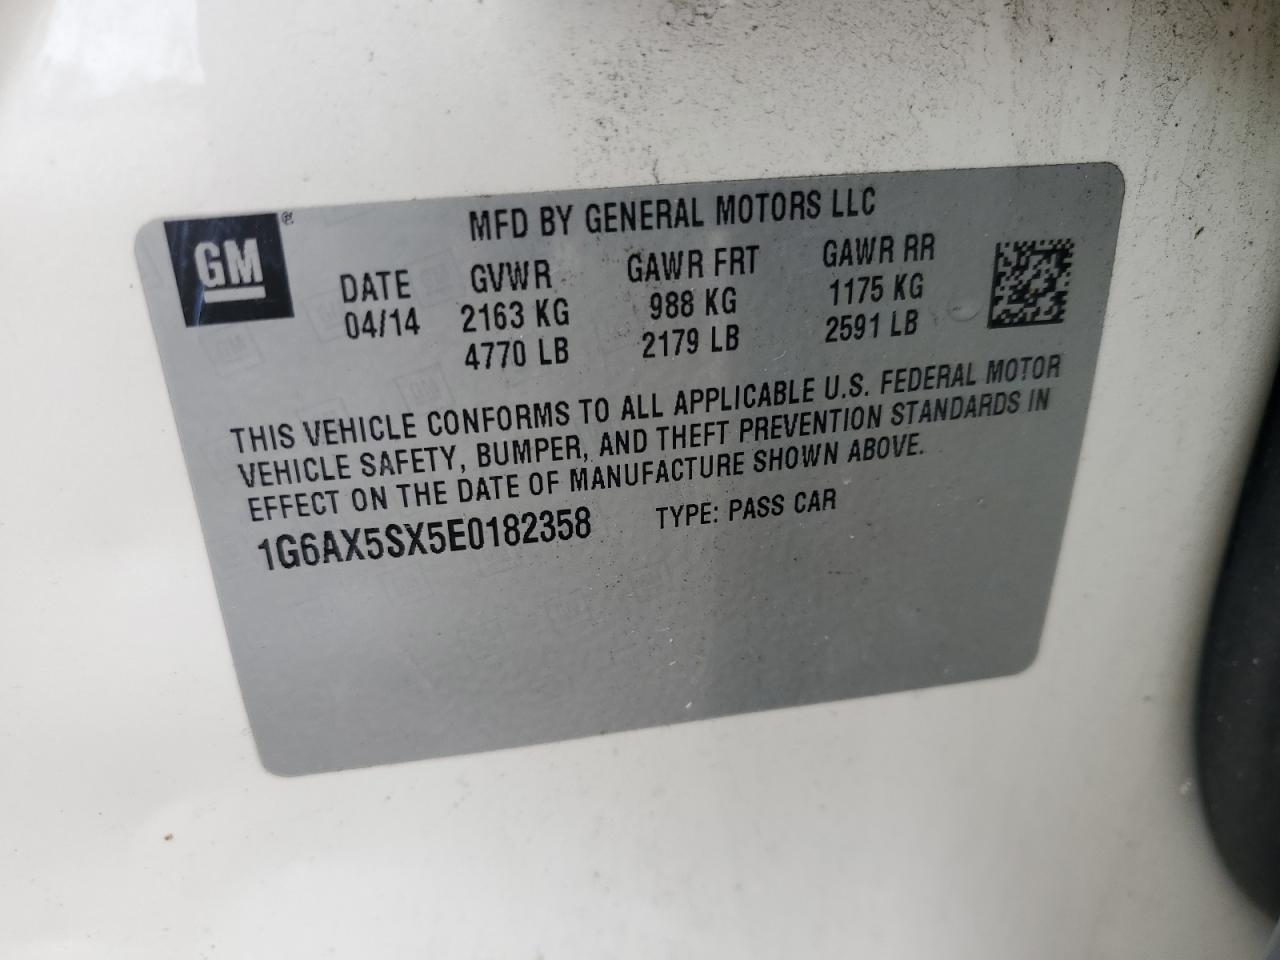 GM®
MFD BY GENERAL MOTORS LLC
DATE GVWR GAWR FRT GAWR RR
04/14 2163 KG 988 KG 1175 KG
4770 LB 2179 LB 2591 LB
THIS VEHICLE CONFORMS TO ALL APPLICABLE U.S. FEDERAL MOTOR
VEHICLE SAFETY, BUMPER, AND THEFT PREVENTION STANDARDS IN
EFFECT ON THE DATE OF MANUFACTURE SHOWN ABOVE.
1G6AX5SX5E0182358 TYPE: PASS CAR